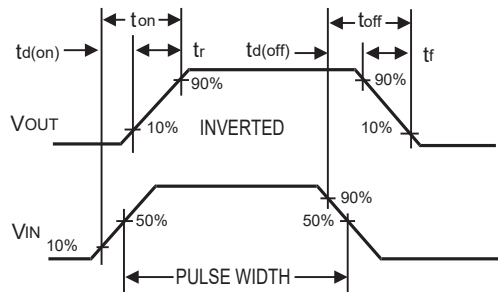 ton
toff
td(on)
tr
td(off)
tf
90%
90%
VOUT
10%
INVERTED
10%
90%
50%
50%
VIN
10%
PULSE WIDTH